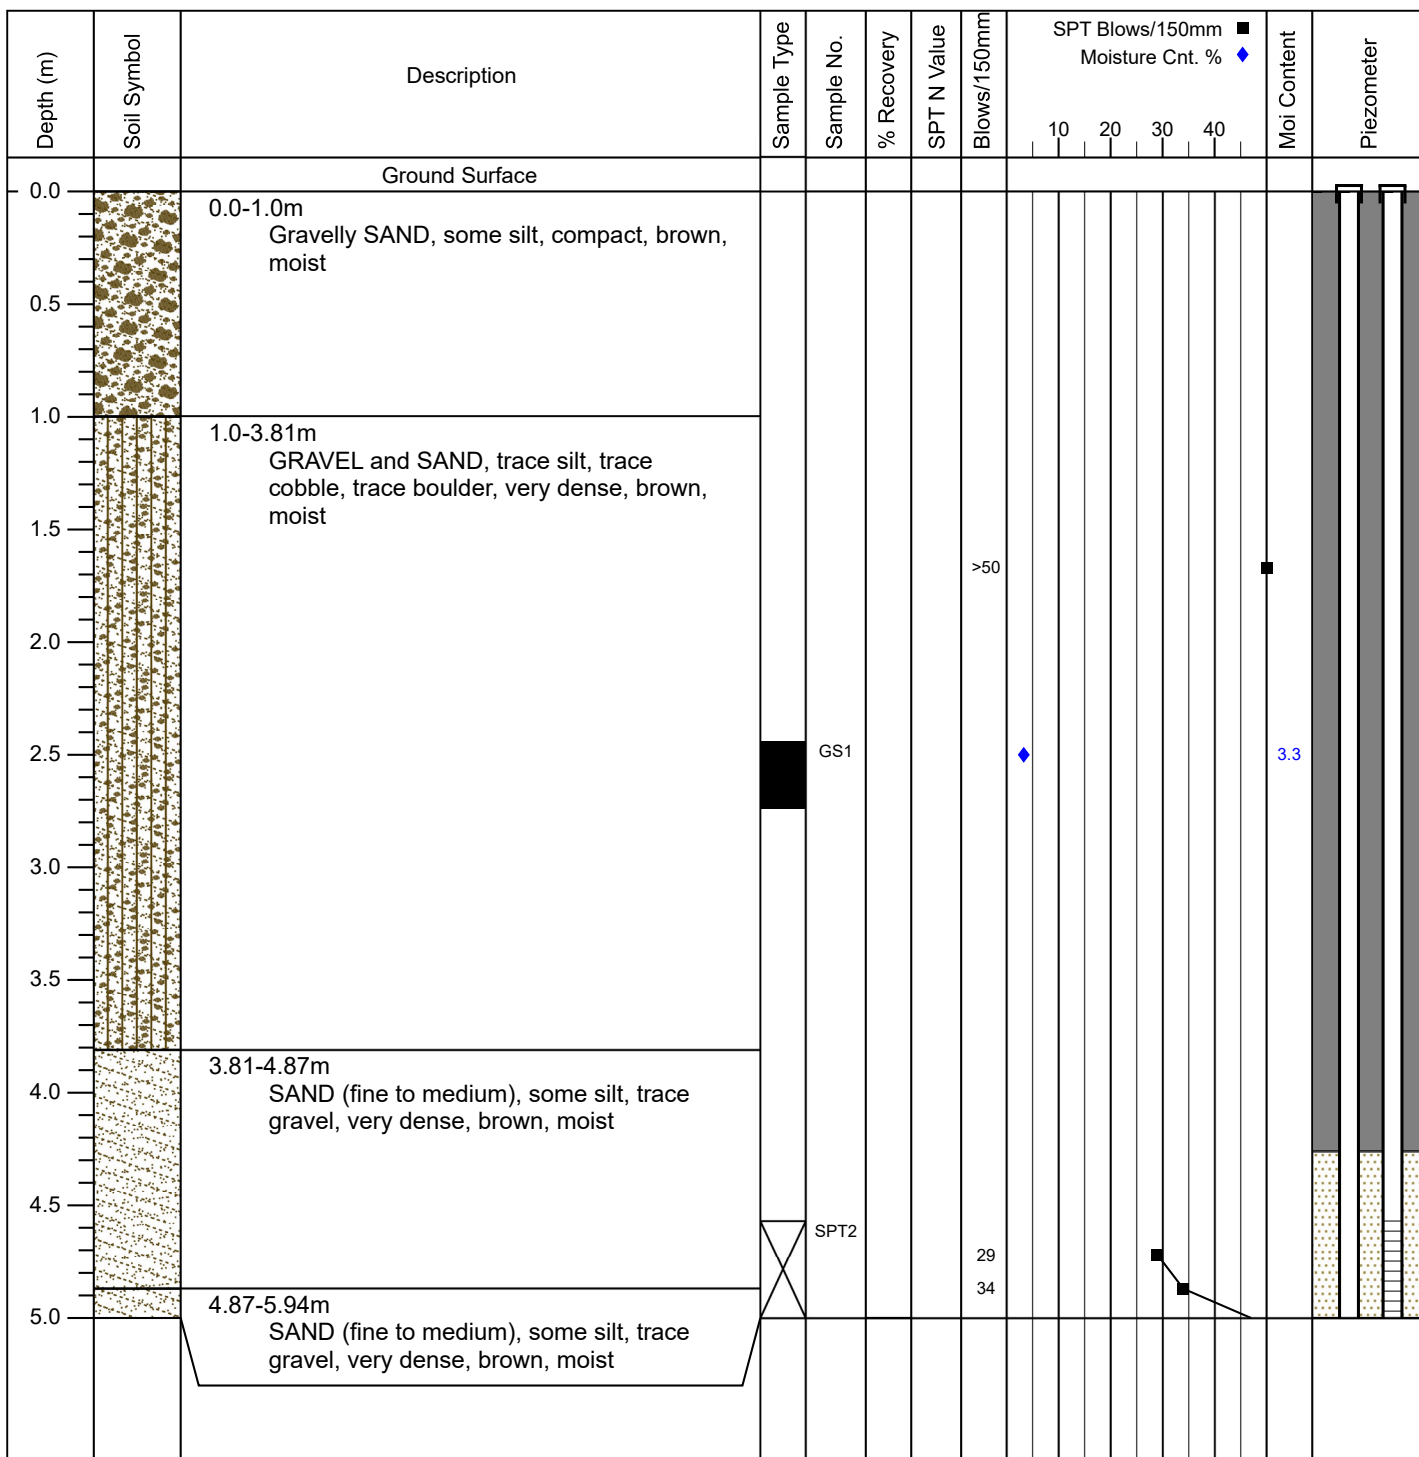 Depth (m)
Soil Symbol
Description
Sample Type
Sample No.
% Recovery
SPT N Value
Blows/150mm
SPT Blows/150mm
Moisture Cnt. %
10 20 30 40
Moi Content
Piezometer
Ground Surface
0.0
0.0-1.0m
Gravelly SAND, some silt, compact, brown,
moist
0.5
1.0
1.0-3.81m
GRAVEL and SAND, trace silt, trace
cobble, trace boulder, very dense, brown,
moist
1.5
>50
2.0
2.5
GS1
3.3
3.0
3.5
3.81-4.87m
SAND (fine to medium), some silt, trace
gravel, very dense, brown, moist
4.0
4.5
SPT2
29
34
4.87-5.94m
SAND (fine to medium), some silt, trace
gravel, very dense, brown, moist
5.0